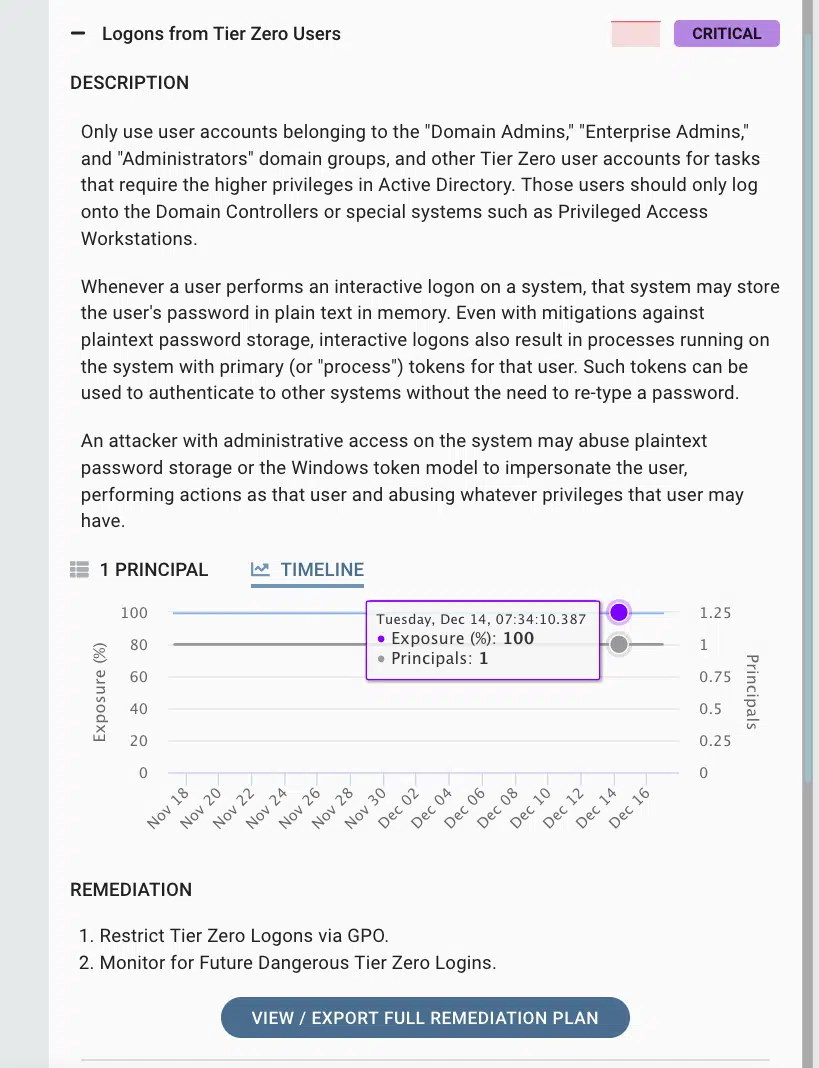 Logons from Tier Zero Users
CRITICAL
DESCRIPTION
Only use user accounts belonging to the "Domain Admins," "Enterprise Admins,"
and "Administrators" domain groups, and other Tier Zero user accounts for tasks
that require the higher privileges in Active Directory. Those users should only log
onto the Domain Controllers or special systems such as Privileged Access
Workstations.
Whenever a user performs an interactive logon on a system, that system may store
the user's password in plain text in memory. Even with mitigations against
plaintext password storage, interactive logons also result in processes running on
the system with primary (or "process") tokens for that user. Such tokens can be
used to authenticate to other systems without the need to re-type a password.
An attacker with administrative access on the system may abuse plaintext
password storage or the Windows token model to impersonate the user,
performing actions as that user and abusing whatever privileges that user may
have.
1 PRINCIPAL
TIMELINE
Exposure (%)
100
80
60
40
20
0
Tuesday, Dec 14, 07:34:10.387
Exposure (%): 100
Principals: 1
1.25
1
0.75
0.5
0.25
0
Principals
Nov 18
Nov 20
Nov 22
Nov 24
Nov 26
Nov 28
Nov 30
Dec 02
Dec 04
Dec 06
Dec 08
Dec 10
Dec 12
Dec 14
Dec 16
REMEDIATION
1. Restrict Tier Zero Logons via GPO.
2. Monitor for Future Dangerous Tier Zero Logins.
VIEW / EXPORT FULL REMEDIATION PLAN